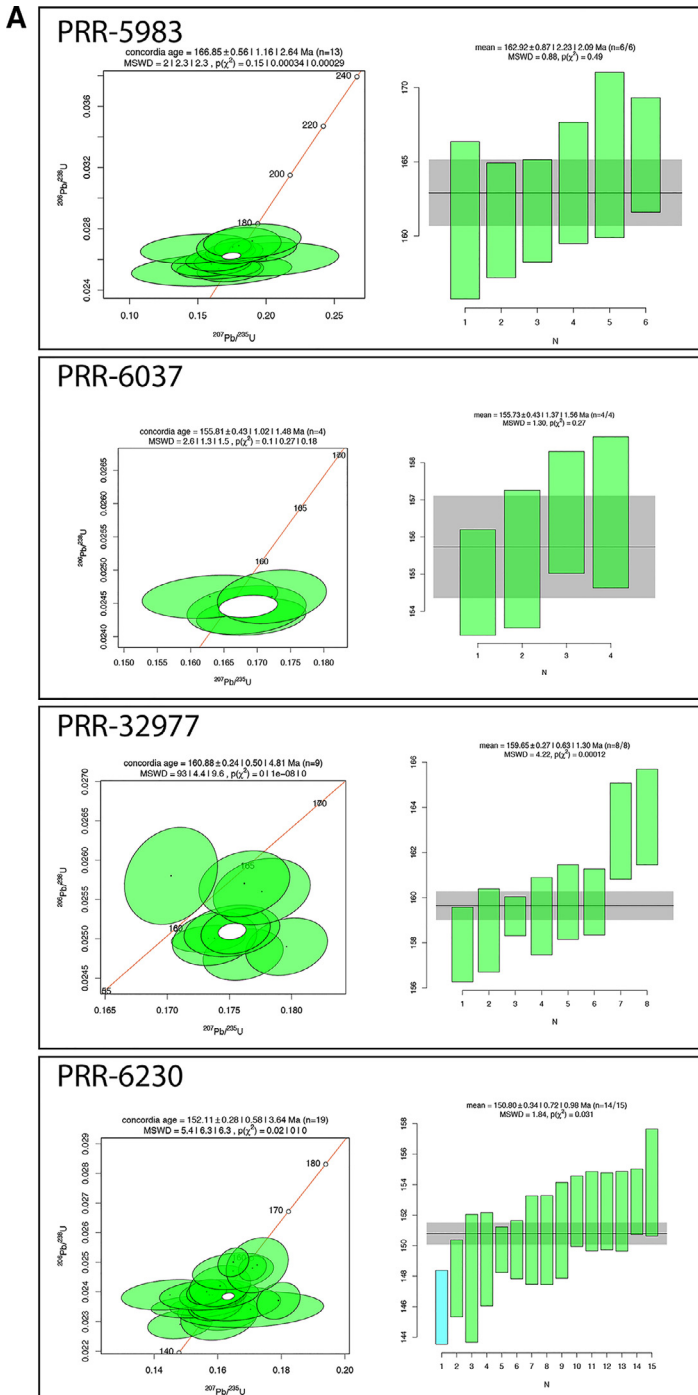 A
PRR-5983
concordia age = 166.85±0.56|1.16|2.64 Ma (n=13)
MSWD = 2|2.3|2.3 , p(χ²) = 0.15|0.00034|0.00029
240
220
200
180
0.036
0.032
0.028
0.024
²⁰⁶Pb/²³⁸U
0.10 0.15 0.20 0.25
²⁰⁷Pb/²³⁵U
mean = 162.92±0.87|2.23|2.09 Ma (n=6/6)
MSWD = 0.88, p(χ²) = 0.49
170
165
160
1 2 3 4 5 6
N
PRR-6037
concordia age = 155.81±0.43|1.02|1.48 Ma (n=4)
MSWD = 2.6|1.3|1.5 , p(χ²) = 0.1|0.27|0.18
170
165
160
0.0265
0.0260
0.0255
0.0250
0.0245
0.0240
²⁰⁶Pb/²³⁸U
0.150 0.155 0.160 0.165 0.170 0.175 0.180
²⁰⁷Pb/²³⁵U
mean = 155.73±0.43|1.37|1.56 Ma (n=4/4)
MSWD = 1.30, p(χ²) = 0.27
158
157
156
155
154
1 2 3 4
N
PRR-32977
concordia age = 160.88±0.24|0.50|4.81 Ma (n=9)
MSWD = 93|4.4|9.6 , p(χ²) = 0|1e-08|0
170
165
160
55
0.0270
0.0265
0.0260
0.0255
0.0250
0.0245
²⁰⁶Pb/²³⁸U
0.165 0.170 0.175 0.180
²⁰⁷Pb/²³⁵U
mean = 159.65±0.27|0.63|1.30 Ma (n=8/8)
MSWD = 4.22, p(χ²) = 0.00012
166
164
162
160
158
156
1 2 3 4 5 6 7 8
N
PRR-6230
concordia age = 152.11±0.28|0.58|3.64 Ma (n=19)
MSWD = 5.4|6.3|6.3 , p(χ²) = 0.02|0|0
180
170
140
0.029
0.028
0.027
0.026
0.025
0.024
0.023
0.022
²⁰⁶Pb/²³⁸U
0.14 0.16 0.18 0.20
²⁰⁷Pb/²³⁵U
mean = 150.80±0.34|0.72|0.98 Ma (n=14/15)
MSWD = 1.84, p(χ²) = 0.031
158
156
154
152
150
148
146
144
1 2 3 4 5 6 7 8 9 10 11 12 13 14 15
N